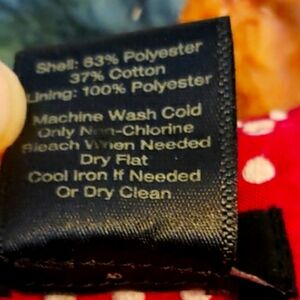 Shell: 63% Polyester
37% Cotton
Lining: 100% Polyester
Machine Wash Cold
Only Non-Chlorine
Bleach When Needed
Dry Flat
Cool Iron If Needed
Or Dry Clean